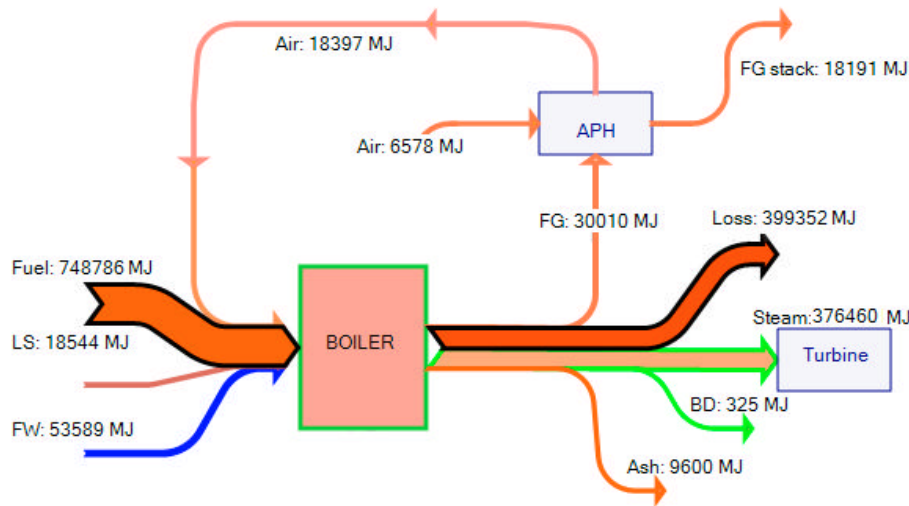 Air: 18397 MJ
FG stack: 18191 MJ
APH
Air: 6578 MJ
FG: 30010 MJ
Loss: 399352 MJ
Fuel: 748786 MJ
Steam:376460 MJ
LS: 18544 MJ
BOILER
Turbine
BD: 325 MJ
FW: 53589 MJ
Ash: 9600 MJ